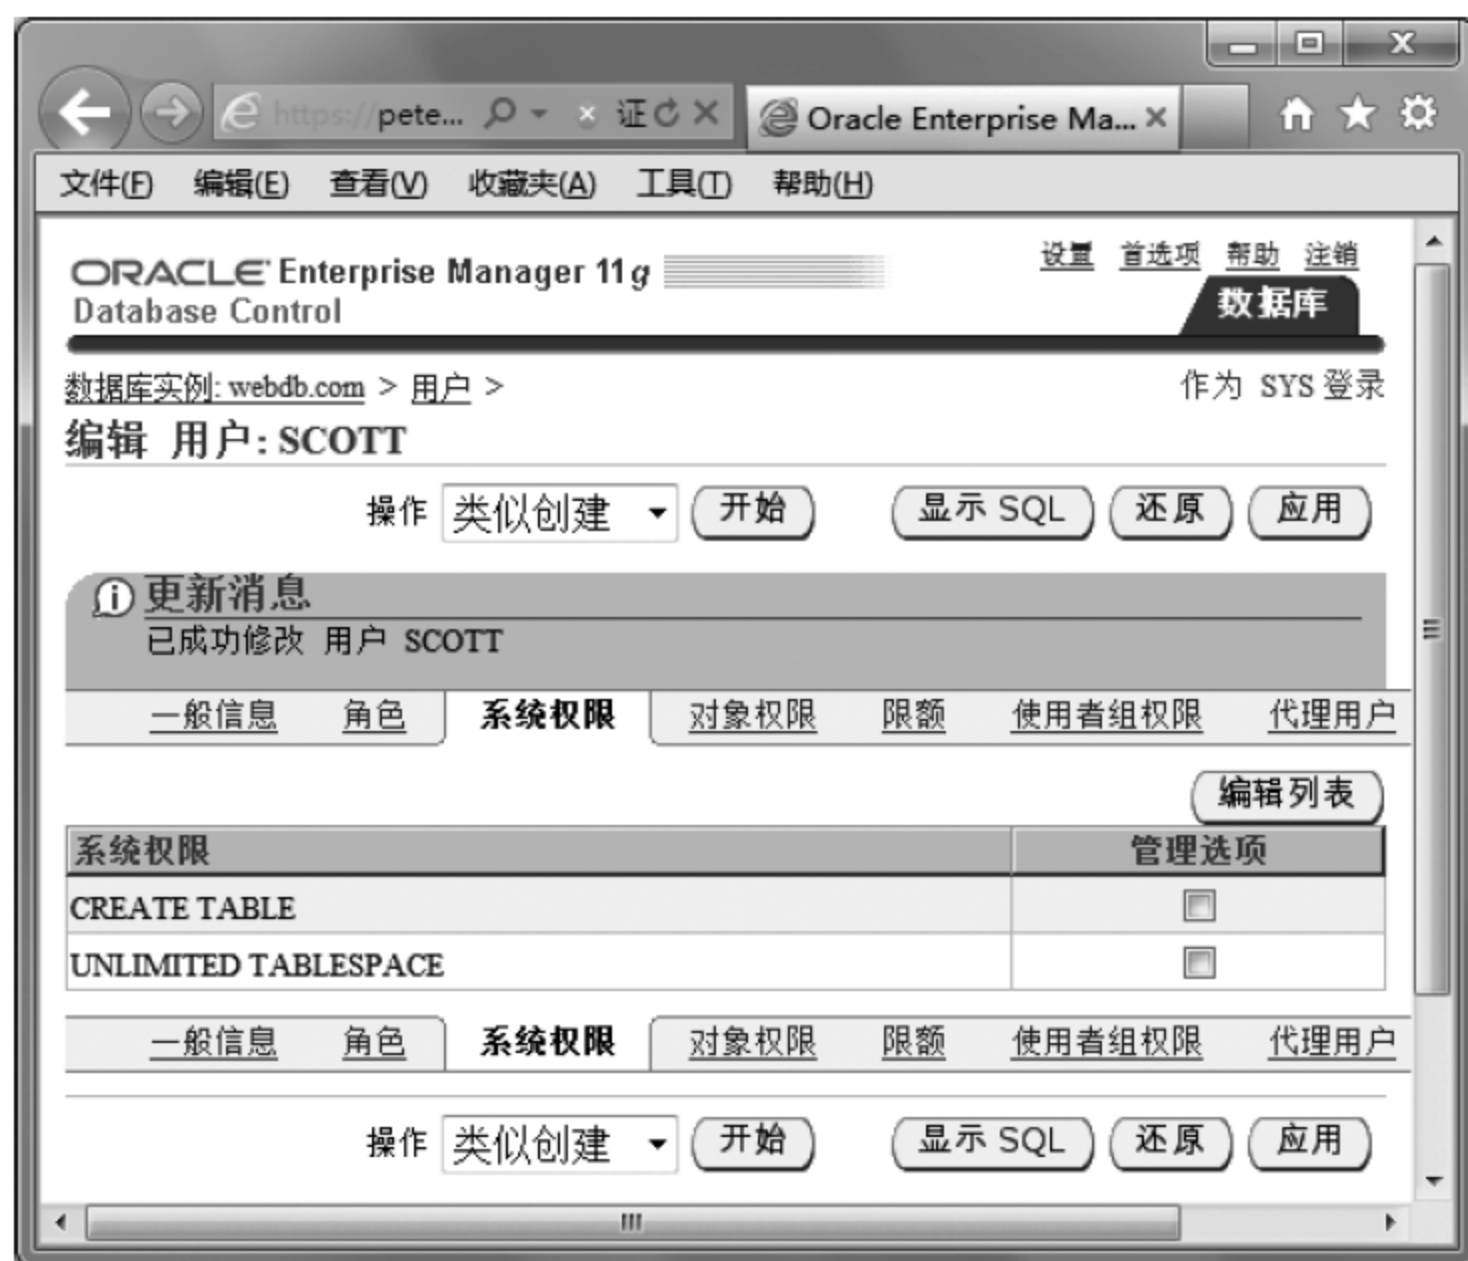 https://pete... 证
Oracle Enterprise Ma...
文件(F) 编辑(E) 查看(V) 收藏夹(A) 工具(T) 帮助(H)
设置 首选项 帮助 注销
ORACLE Enterprise Manager 11g
Database Control
数据库
数据库实例: webdb.com > 用户 >
作为 SYS 登录
编辑 用户: SCOTT
操作 类似创建 开始 显示 SQL 还原 应用
更新消息
已成功修改 用户 SCOTT
一般信息 角色 系统权限 对象权限 限额 使用者组权限 代理用户
编辑列表
系统权限 管理选项
CREATE TABLE
UNLIMITED TABLESPACE
一般信息 角色 系统权限 对象权限 限额 使用者组权限 代理用户
操作 类似创建 开始 显示 SQL 还原 应用